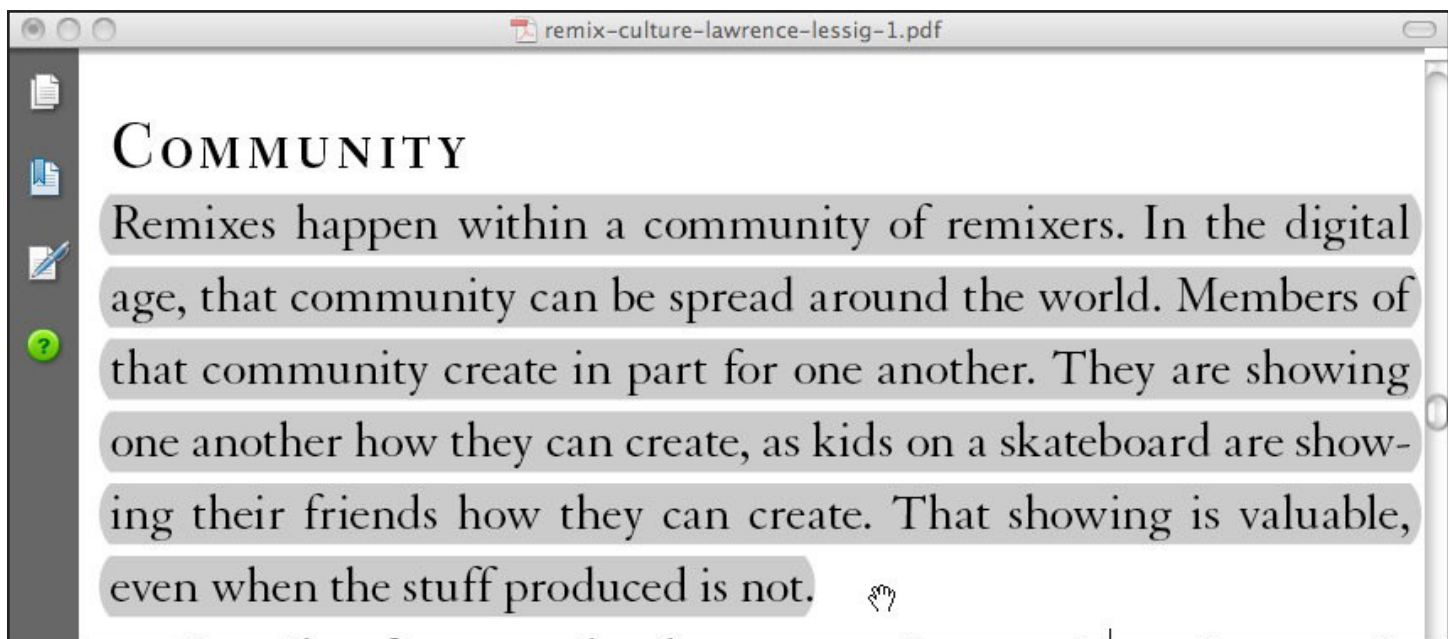 remix-culture-lawrence-lessig-1.pdf
COMMUNITY
Remixes happen within a community of remixers. In the digital
age, that community can be spread around the world. Members of
that community create in part for one another. They are showing
one another how they can create, as kids on a skateboard are show-
ing their friends how they can create. That showing is valuable,
even when the stuff produced is not.